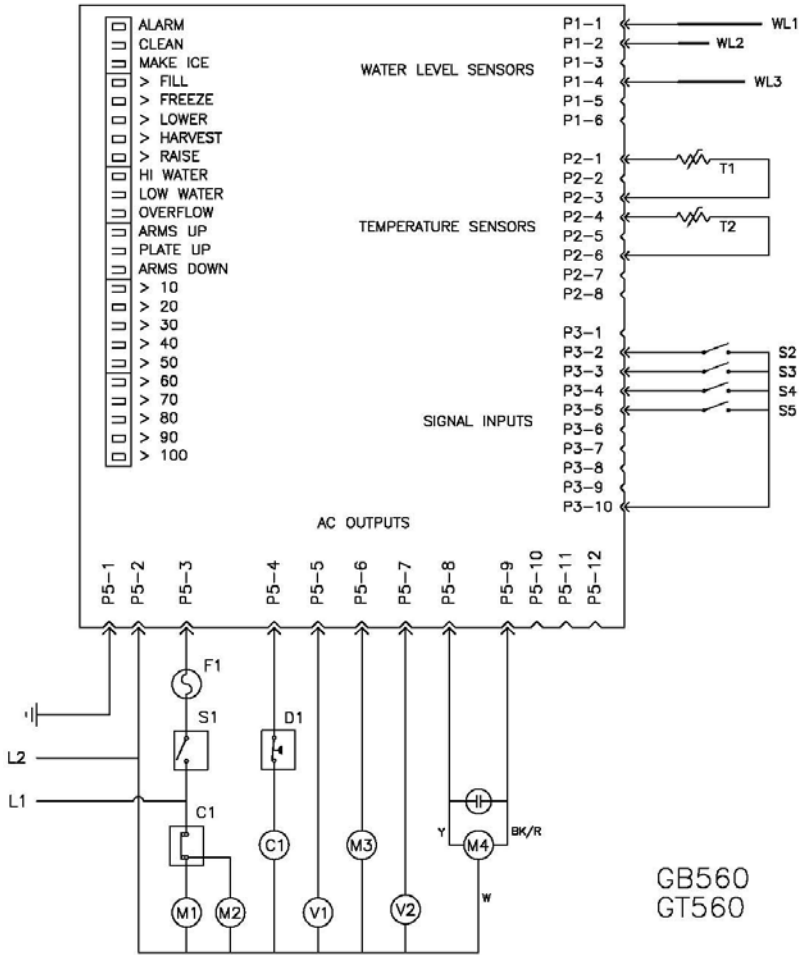 ALARM
CLEAN
MAKE ICE
> FILL
> FREEZE
> LOWER
> HARVEST
> RAISE
HI WATER
LOW WATER
OVERFLOW
ARMS UP
PLATE UP
ARMS DOWN
> 10
> 20
> 30
> 40
> 50
> 60
> 70
> 80
> 90
> 100
WATER LEVEL SENSORS
TEMPERATURE SENSORS
SIGNAL INPUTS
AC OUTPUTS
P1-1
P1-2
P1-3
P1-4
P1-5
P1-6
WL1
WL2
WL3
P2-1
P2-2
P2-3
P2-4
P2-5
P2-6
P2-7
P2-8
T1
T2
P3-1
P3-2
P3-3
P3-4
P3-5
P3-6
P3-7
P3-8
P3-9
P3-10
S2
S3
S4
S5
P5-1
P5-2
P5-3
P5-4
P5-5
P5-6
P5-7
P5-8
P5-9
P5-10
P5-11
P5-12
F1
S1
D1
L2
L1
C1
C1
M3
Y
M4
BK/R
W
M1
M2
V1
V2
GB560
GT560